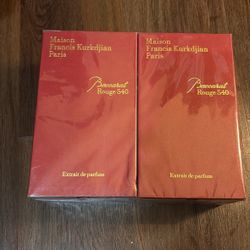 Maison
Francis Kurkdjian
Paris
Baccarat
Rouge 540
Extrait de parfum
Maison
Francis Kurkdjian
Paris
Baccarat
Rouge 540
Extrait de parfum